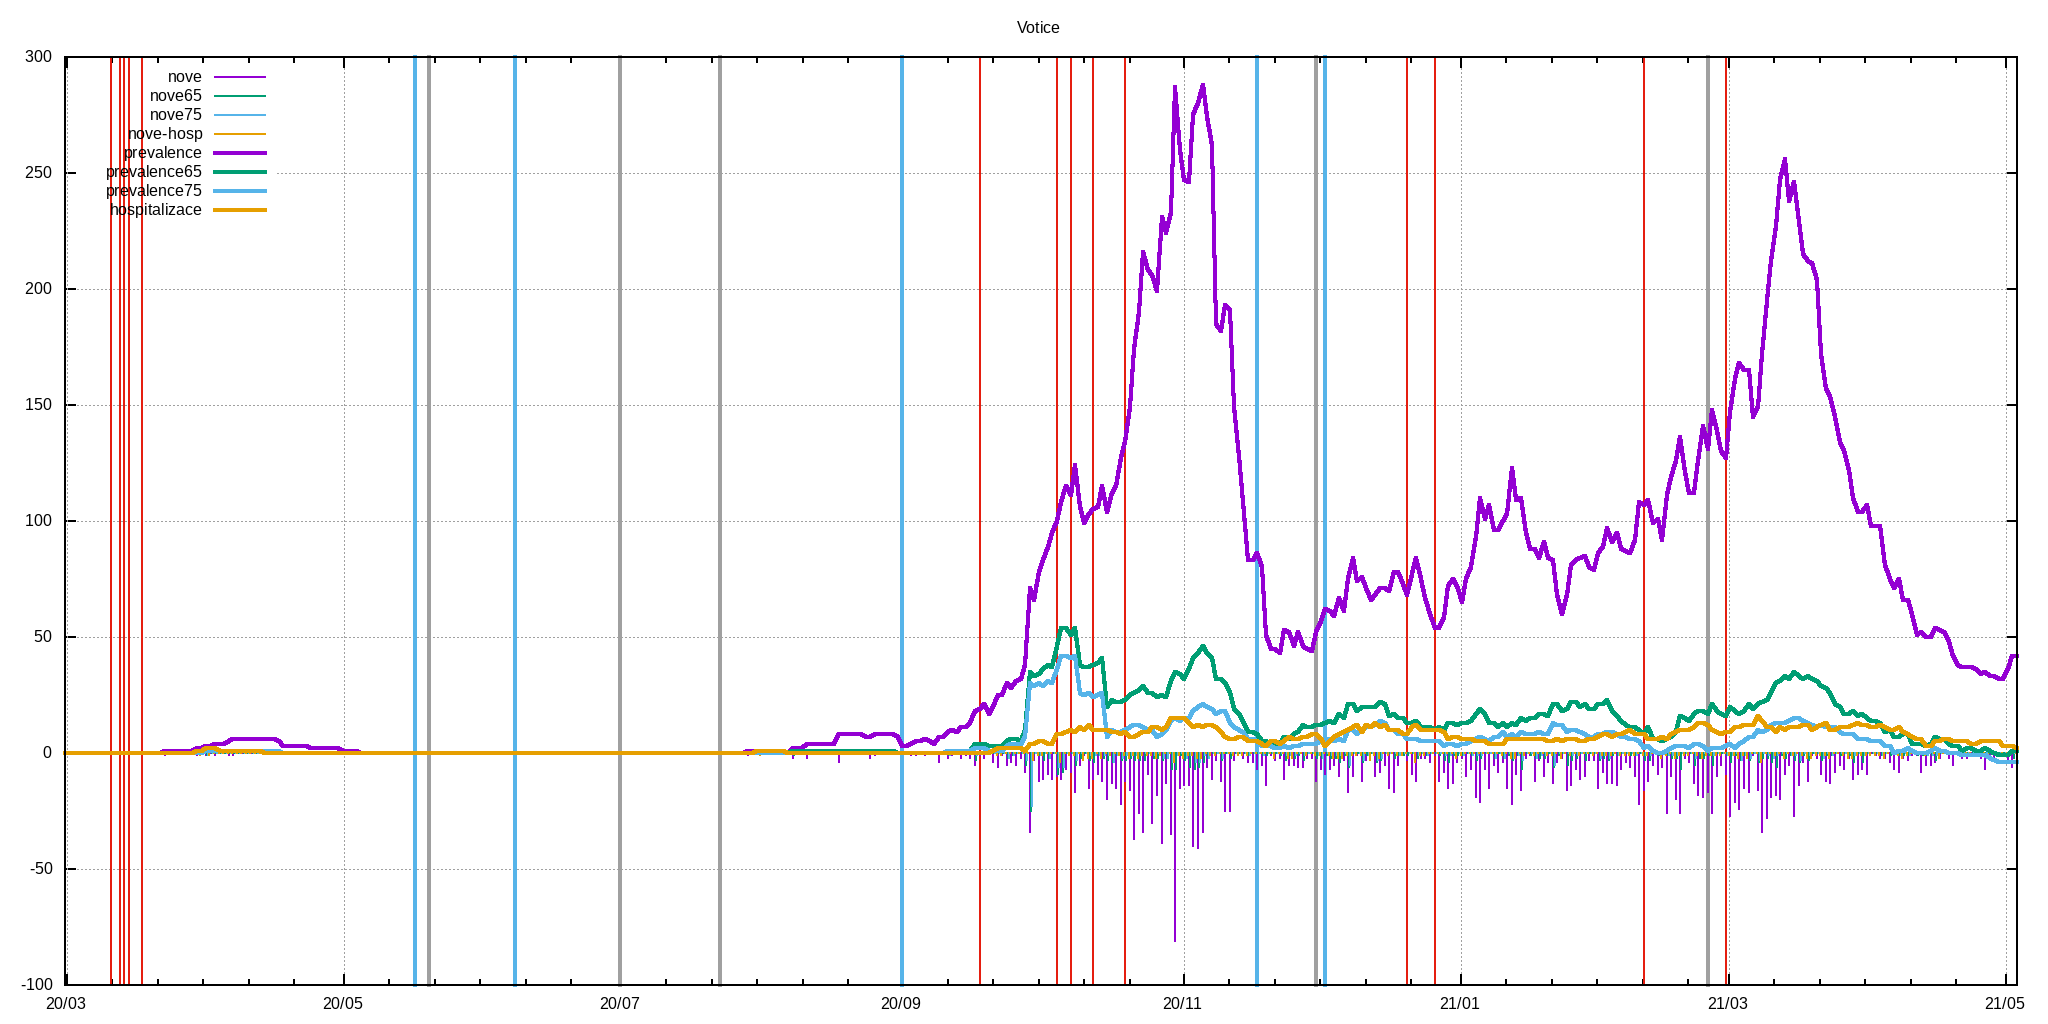 Votice
300
250
200
150
100
50
0
-50
-100
nove
nove65
nove75
nove-hosp
prevalence
prevalence65
prevalence75
hospitalizace
20/03 20/05 20/07 20/09 20/11 21/01 21/03 21/05